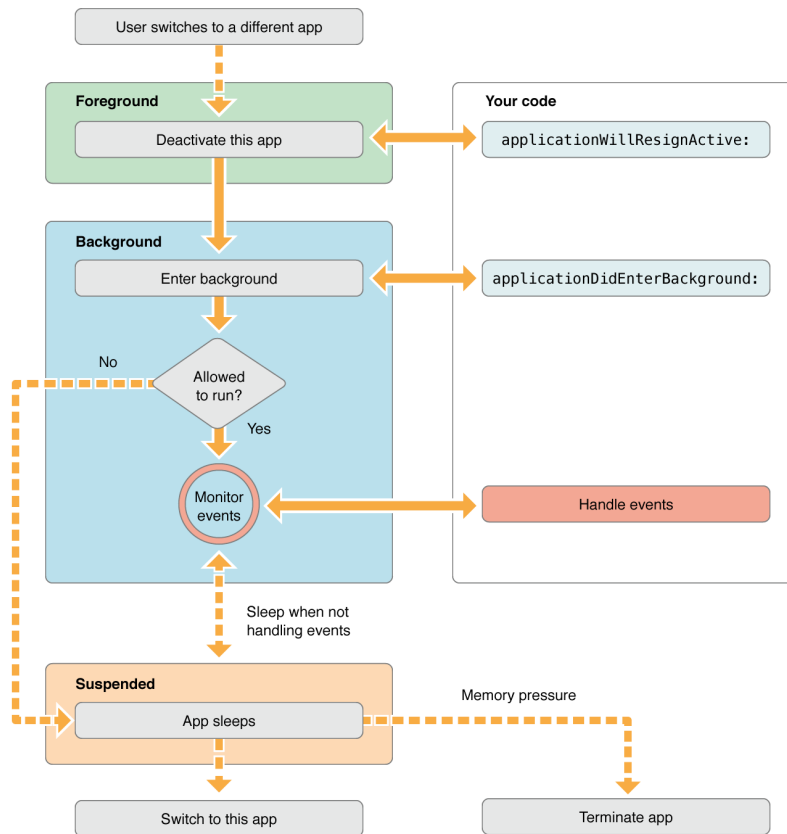 User switches to a different app
Foreground
Your code
Deactivate this app
applicationWillResignActive:
Background
Enter background
applicationDidEnterBackground:
No
Allowed
to run?
Yes
Monitor
events
Handle events
Sleep when not
handling events
Suspended
Memory pressure
App sleeps
Switch to this app
Terminate app